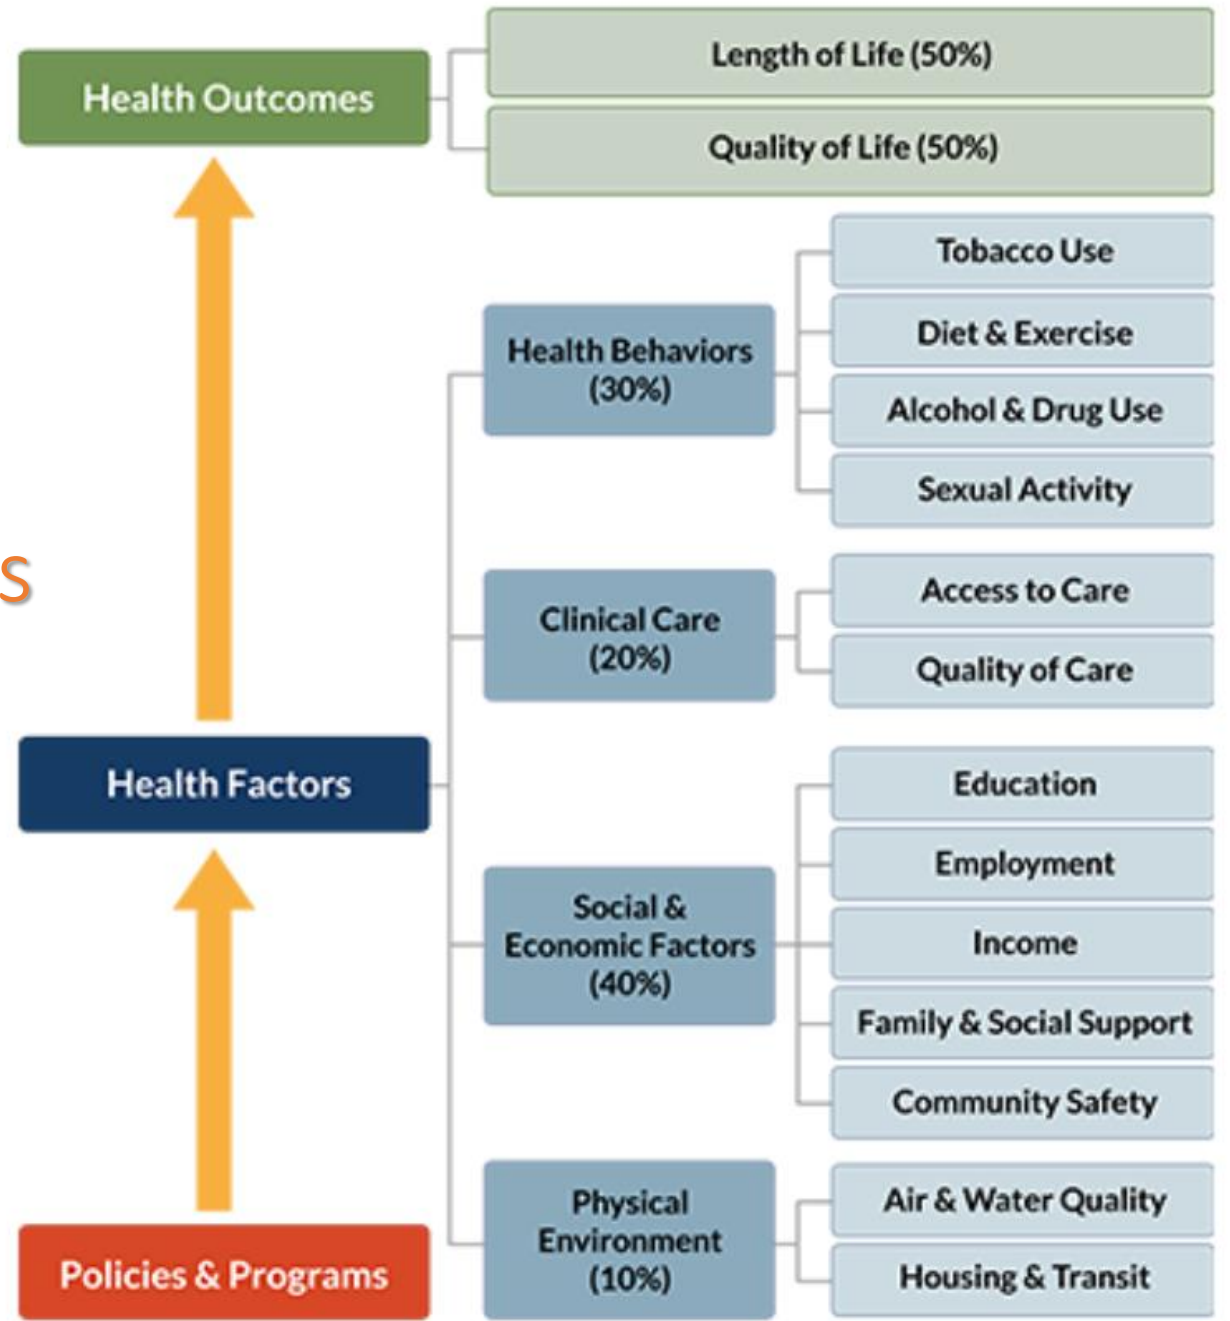 Health Outcomes
Length of Life (50%)
Quality of Life (50%)
Health Behaviors
(30%)
Tobacco Use
Diet & Exercise
Alcohol & Drug Use
Sexual Activity
s
Clinical Care
(20%)
Access to Care
Quality of Care
Health Factors
Social &
Economic Factors
(40%)
Education
Employment
Income
Family & Social Support
Community Safety
Policies & Programs
Physical
Environment
(10%)
Air & Water Quality
Housing & Transit